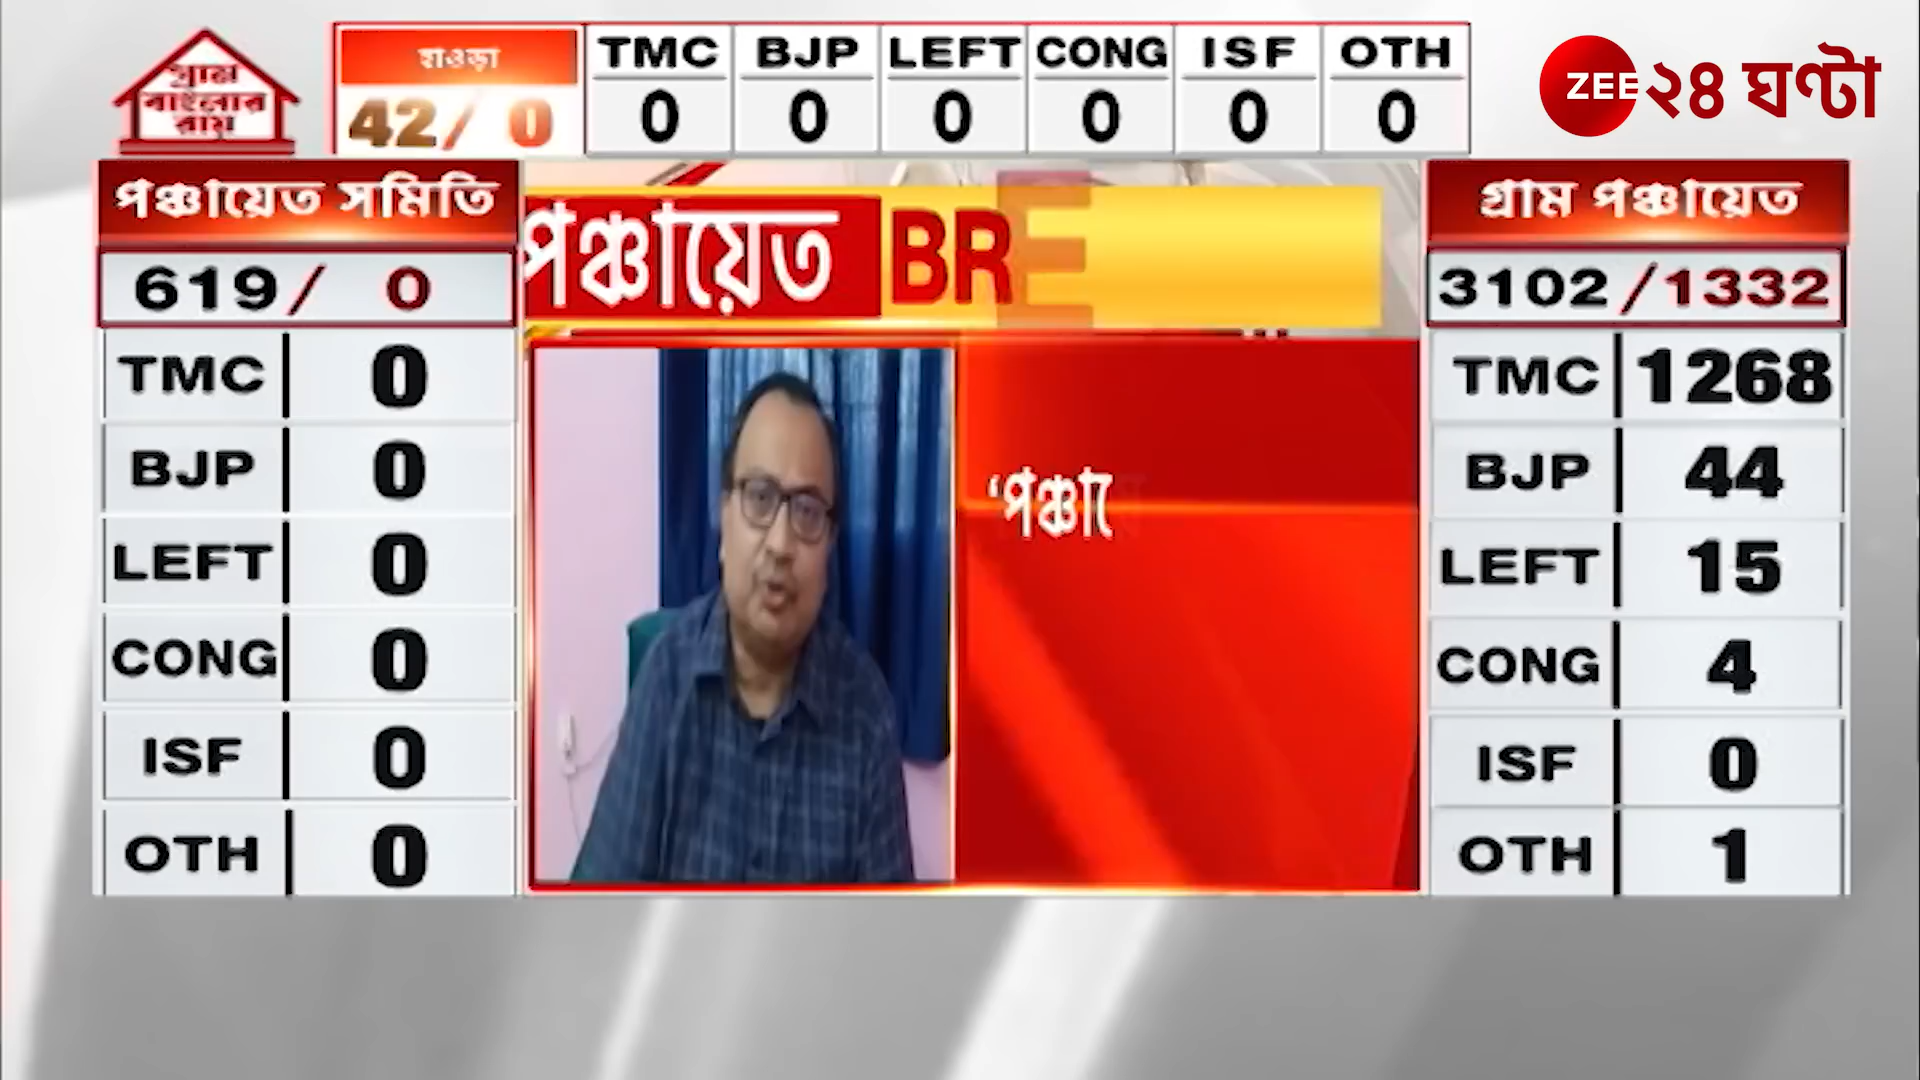 গ্রাম
বাংলার
রায়
হাওড়া
42/ 0
TMC BJP LEFT CONG ISF OTH
0 0 0 0 0 0
ZEE ২৪ ঘণ্টা
পঞ্চায়েত সমিতি
619/ 0
TMC 0
BJP 0
LEFT 0
CONG 0
ISF 0
OTH 0
পঞ্চায়েত BRE
‘পঞ্চায়ে
গ্রাম পঞ্চায়েত
3102/1332
TMC 1268
BJP 44
LEFT 15
CONG 4
ISF 0
OTH 1